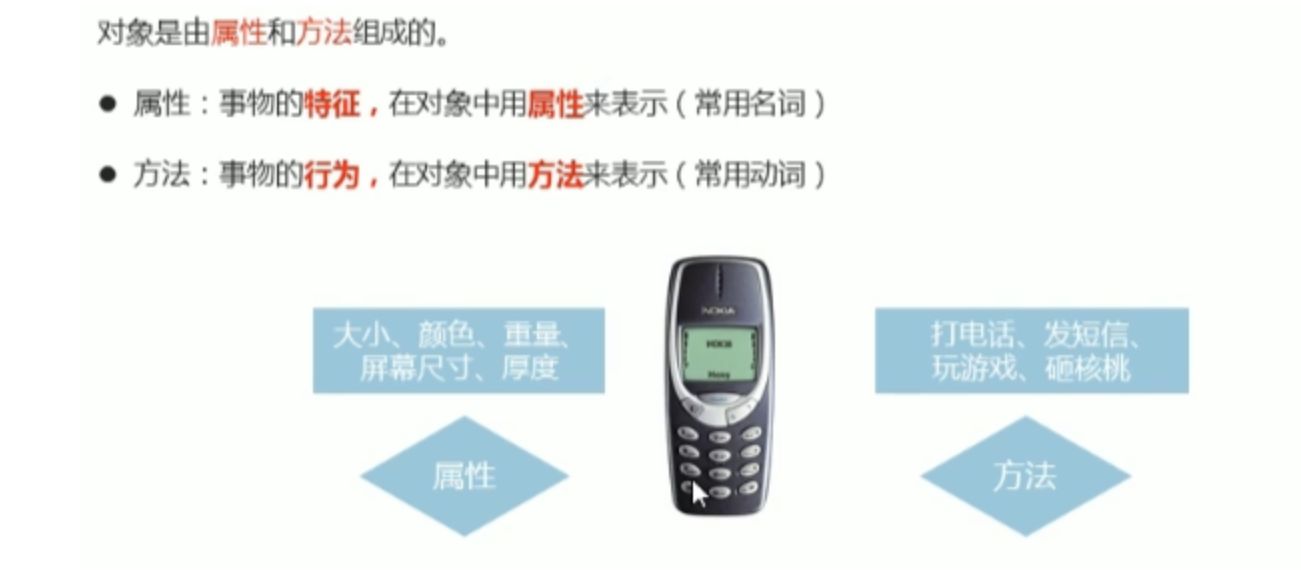 对象是由属性和方法组成的。
● 属性：事物的特征，在对象中用属性来表示（常用名词）
● 方法：事物的行为，在对象中用方法来表示（常用动词）
大小、颜色、重量、
屏幕尺寸、厚度
属性
NOKIA
Menu
打电话、发短信、
玩游戏、砸核桃
方法